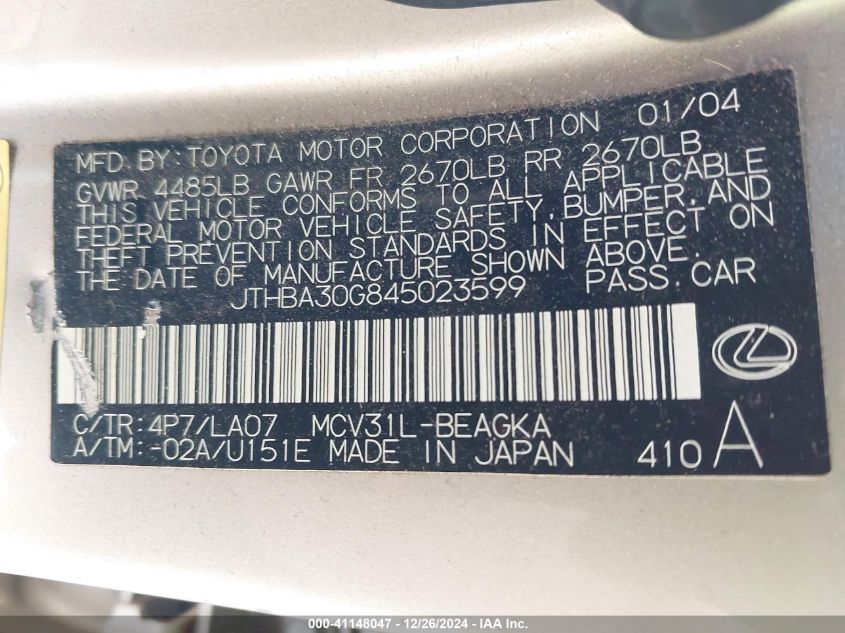 MFD. BY: TOYOTA MOTOR CORPORATION 01/04
GVWR 4485LB GAWR FR 2670LB RR 2670LB
THIS VEHICLE CONFORMS TO ALL APPLICABLE
FEDERAL MOTOR VEHICLE SAFETY, BUMPER, AND
THEFT PREVENTION STANDARDS IN EFFECT ON
THE DATE OF MANUFACTURE SHOWN ABOVE.
JTHBA30G845023599 PASS. CAR
C/TR: 4P7/LA07 MCV31L-BEAGKA
A/TM: -02A/U151E MADE IN JAPAN 410 A
000-41148047 - 12/26/2024 - IAA, Inc.